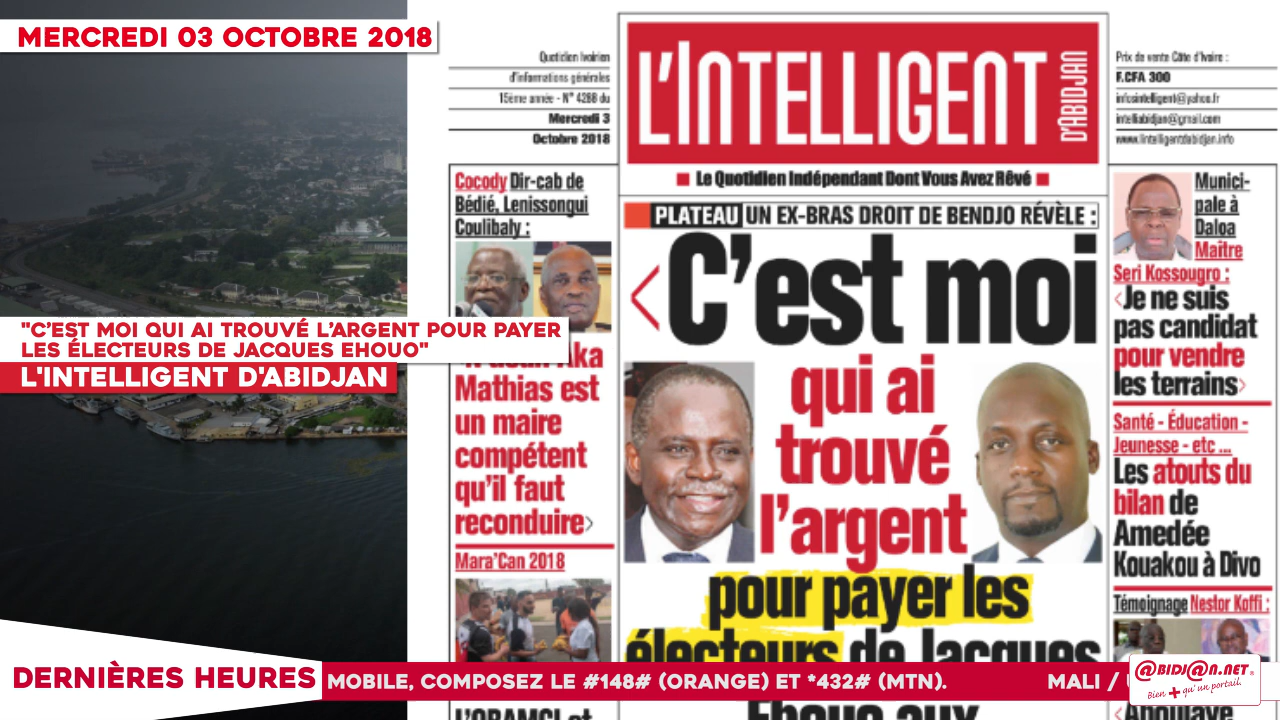 MERCREDI 03 OCTOBRE 2018
"C'EST MOI QUI AI TROUVÉ L'ARGENT POUR PAYER
LES ÉLECTEURS DE JACQUES EHOUO"
L'INTELLIGENT D'ABIDJAN
Quotidien Ivoirien
d'informations générales
15ème année - N° 4288 du
Mercredi 3
Octobre 2018
L'INTELLIGENT
D'ABIDJAN
Le Quotidien Indépendant Dont Vous Avez Rêvé
Prix de vente Côte d'Ivoire :
F.CFA 300
infosintelligent@yahoo.fr
intelliabidjan@gmail.com
www.lintelligentdabidjan.info
Cocody Dir-cab de
Bédié, Lenissongui
Coulibaly :
Aka
Mathias est
un maire
compétent
qu'il faut
reconduire>
Mara'Can 2018
PLATEAU UN EX-BRAS DROIT DE BENDJO RÉVÈLE :
<C'est moi
qui ai
trouvé
l'argent
pour payer les
électeurs de Jacques
Ehouo aux
Munici-
pale à
Daloa
Maître
Seri Kossougro :
<Je ne suis
pas candidat
pour vendre
les terrains>
Santé - Éducation -
Jeunesse - etc ...
Les atouts du
bilan de
Amedée
Kouakou à Divo
Témoignage Nestor Koffi :
DERNIÈRES HEURES
MOBILE, COMPOSEZ LE #148# (ORANGE) ET *432# (MTN).
MALI /
@BIDJ@N.NET
Bien + qu'un portail.